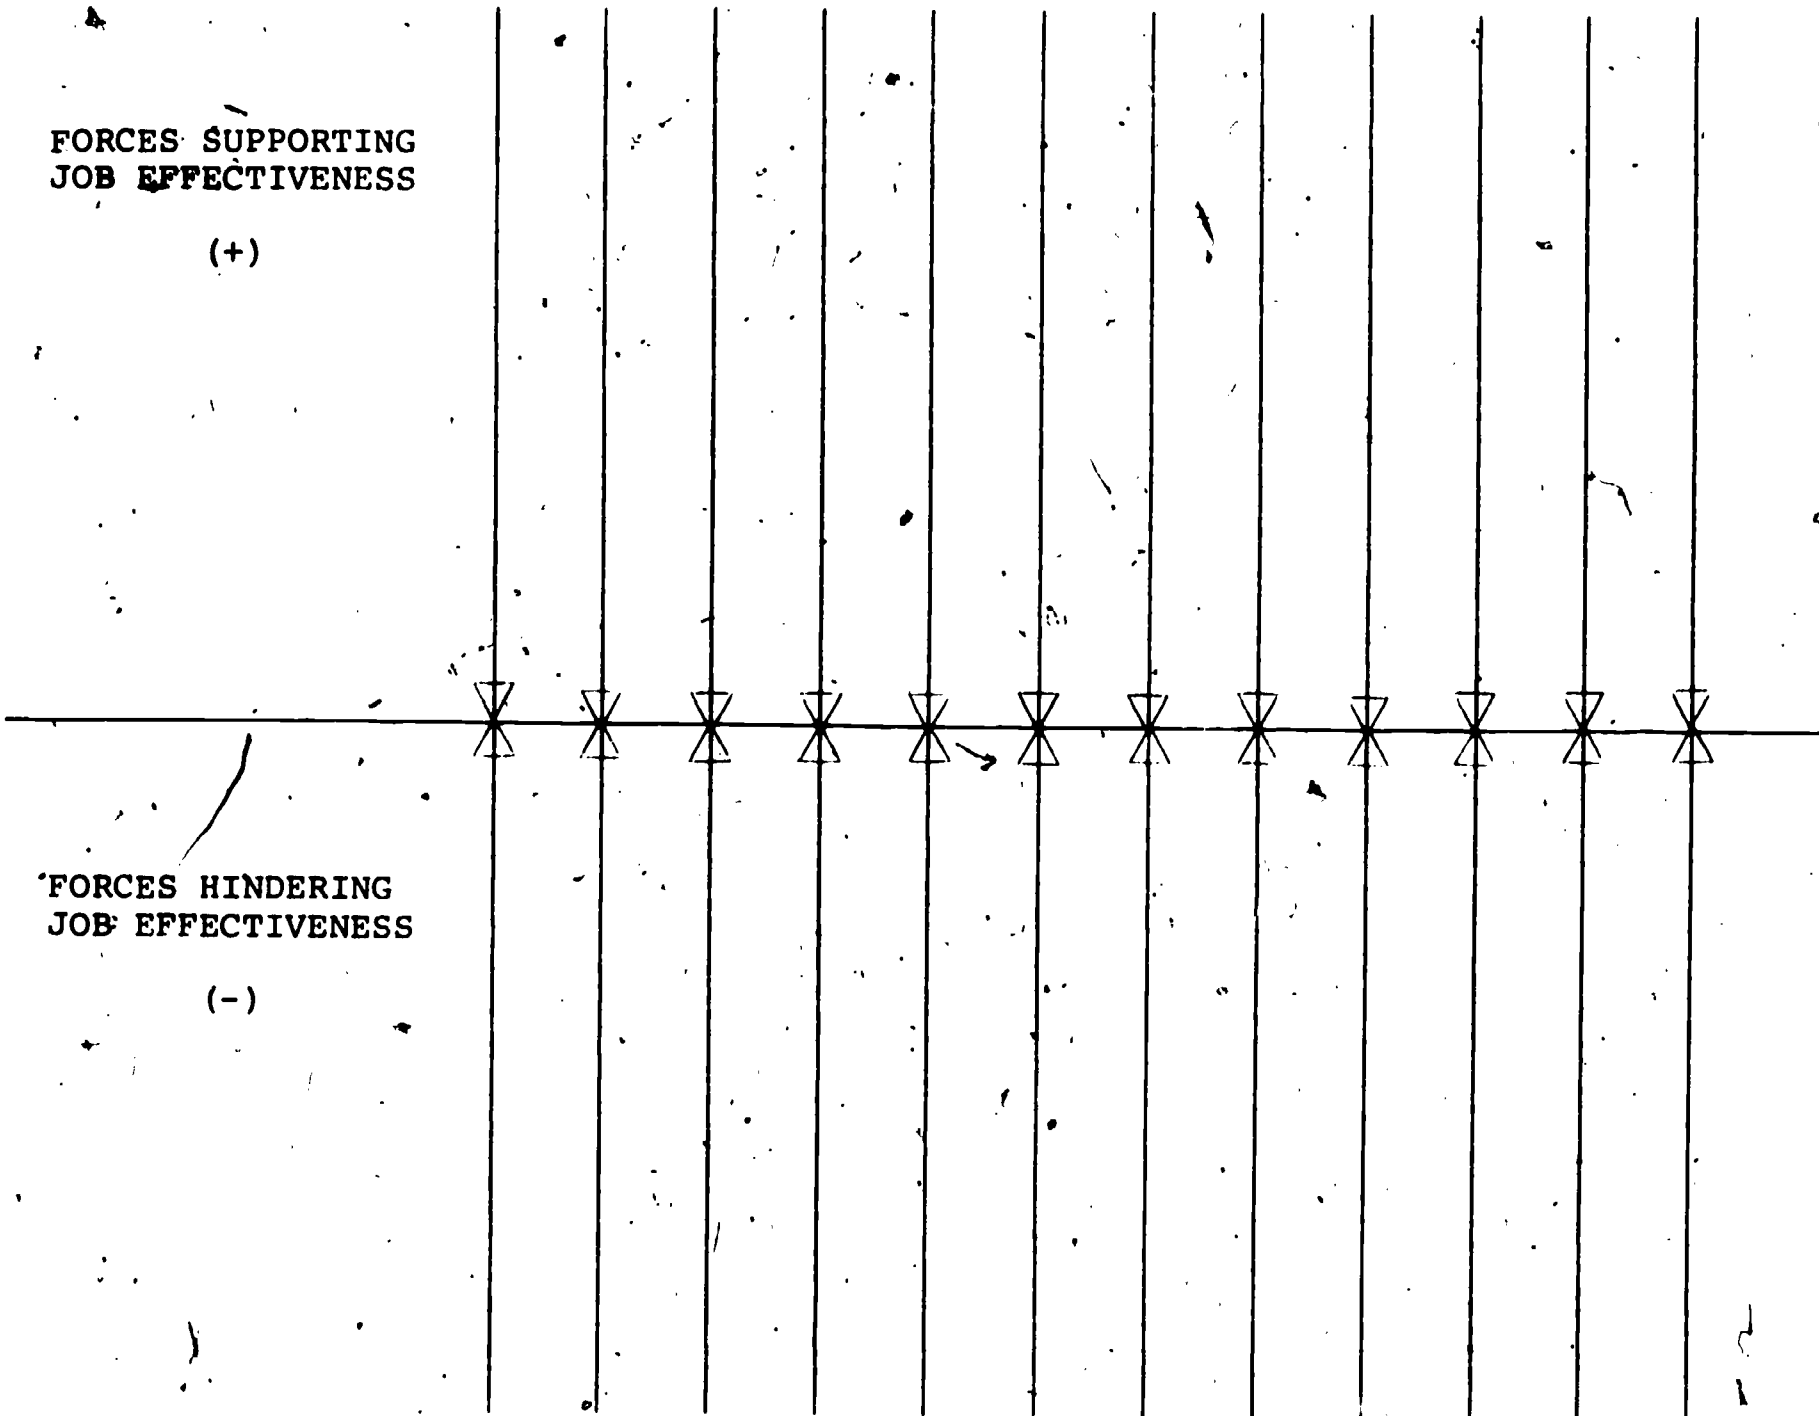 FORCES SUPPORTING
JOB EFFECTIVENESS
(+)
FORCES HINDERING
JOB EFFECTIVENESS
(-)